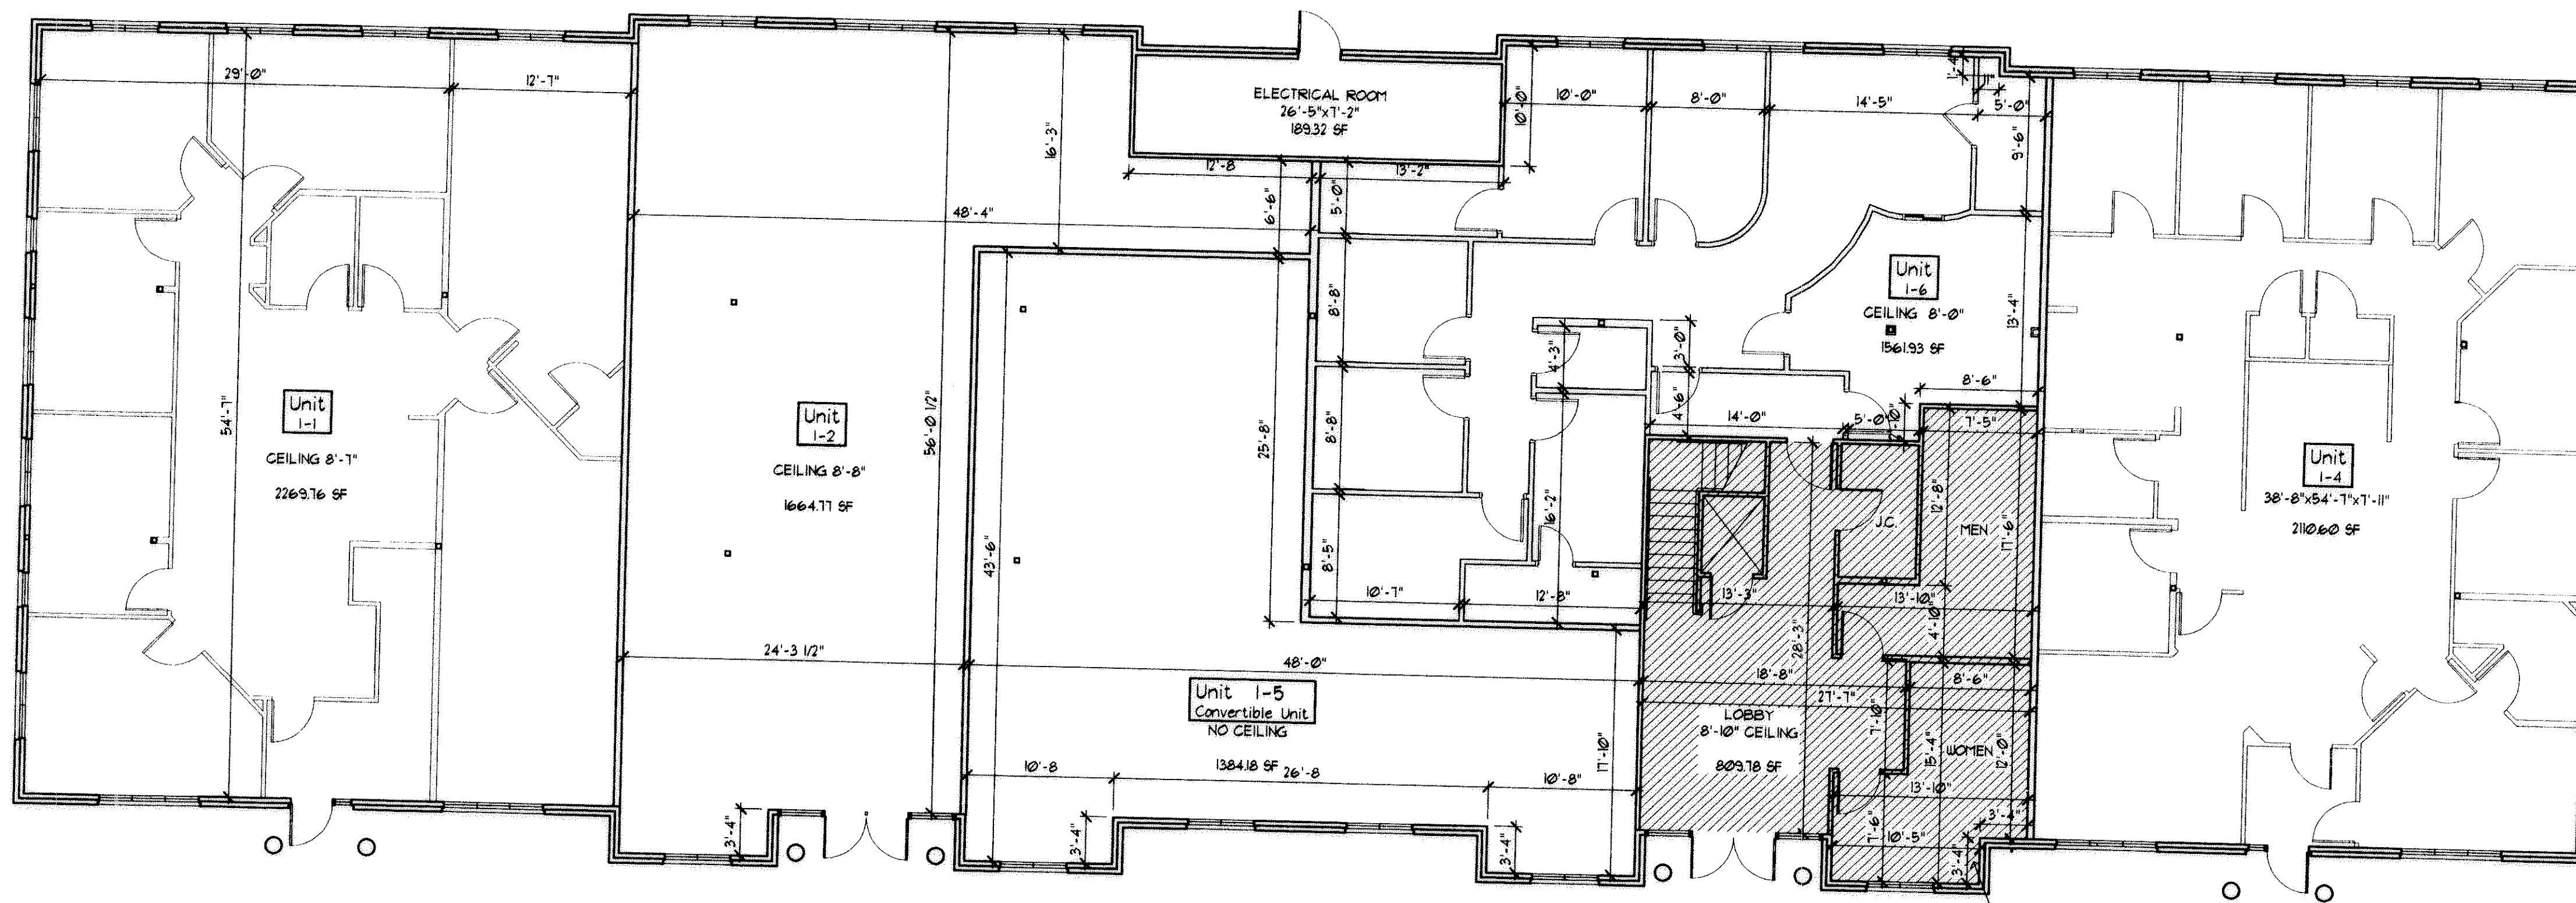 29'-0"
12'-7"
54'-7"
Unit
1-1
CEILING 8'-7"
2269.76 SF
48'-4"
16'-3"
56'-0 1/2"
Unit
1-2
CEILING 8'-8"
1664.77 SF
24'-3 1/2"
3'-4"
ELECTRICAL ROOM
26'-5"x7'-2"
189.32 SF
12'-8
13'-2"
6'-6"
5'-0"
10'-0"
10'-0"
8'-0"
14'-5"
5'-0"
9'-6"
43'-6"
25'-8"
8'-8"
8'-8"
8'-5"
10'-7"
12'-8"
16'-2"
4'-3"
3'-0"
4'-6"
14'-0"
5'-0"
2'-10"
8'-6"
7'-5"
13'-4"
Unit
1-6
CEILING 8'-0"
1561.93 SF
48'-0"
Unit 1-5
Convertible Unit
NO CEILING
1384.18 SF
10'-8
26'-8
10'-8"
17'-10"
3'-4"
3'-4"
J.C.
MEN
12'-8"
17'-6"
13'-3"
13'-10"
4'-10"
28'-3"
18'-8"
8'-6"
27'-7"
LOBBY
8'-10" CEILING
809.78 SF
7'-10"
15'-4"
WOMEN
12'-0"
13'-10"
3'-4"
7'-6"
10'-5"
3'-4"
Unit
1-4
38'-8"x54'-7"x7'-11"
2110.60 SF